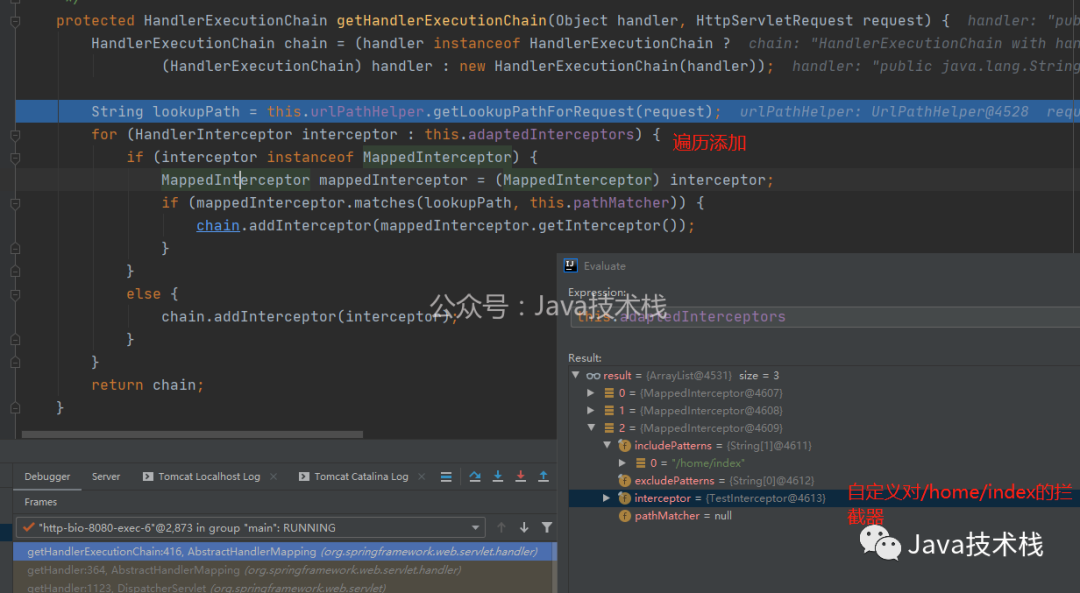 protected HandlerExecutionChain getHandlerExecutionChain(Object handler, HttpServletRequest request) { handler: "pub
HandlerExecutionChain chain = (handler instanceof HandlerExecutionChain ? chain: "HandlerExecutionChain with han
(HandlerExecutionChain) handler : new HandlerExecutionChain(handler)); handler: "public java.lang.String
String lookupPath = this.urlPathHelper.getLookupPathForRequest(request); urlPathHelper: UrlPathHelper@4528 requ
for (HandlerInterceptor interceptor : this.adaptedInterceptors) {
遍历添加
if (interceptor instanceof MappedInterceptor) {
MappedInterceptor mappedInterceptor = (MappedInterceptor) interceptor;
if (mappedInterceptor.matches(lookupPath, this.pathMatcher)) {
chain.addInterceptor(mappedInterceptor.getInterceptor());
}
}
else {
chain.addInterceptor(interceptor);
}
}
return chain;
}
公众号：Java技术栈
Evaluate
Expression:
this.adaptedInterceptors
Result:
result = {ArrayList@4531} size = 3
0 = {MappedInterceptor@4607}
1 = {MappedInterceptor@4608}
2 = {MappedInterceptor@4609}
includePatterns = {String[1]@4611}
0 = "/home/index"
excludePatterns = {String[0]@4612}
interceptor = {TestInterceptor@4613}
pathMatcher = null
自定义对/home/index的拦
截器
Java技术栈
Debugger Server Tomcat Localhost Log Tomcat Catalina Log
Frames
"http-bio-8080-exec-6"@2,873 in group "main": RUNNING
getHandlerExecutionChain:416, AbstractHandlerMapping (org.springframework.web.servlet.handler)
getHandler:364, AbstractHandlerMapping (org.springframework.web.servlet.handler)
getHandler:1123, DispatcherServlet (org.springframework.web.servlet)